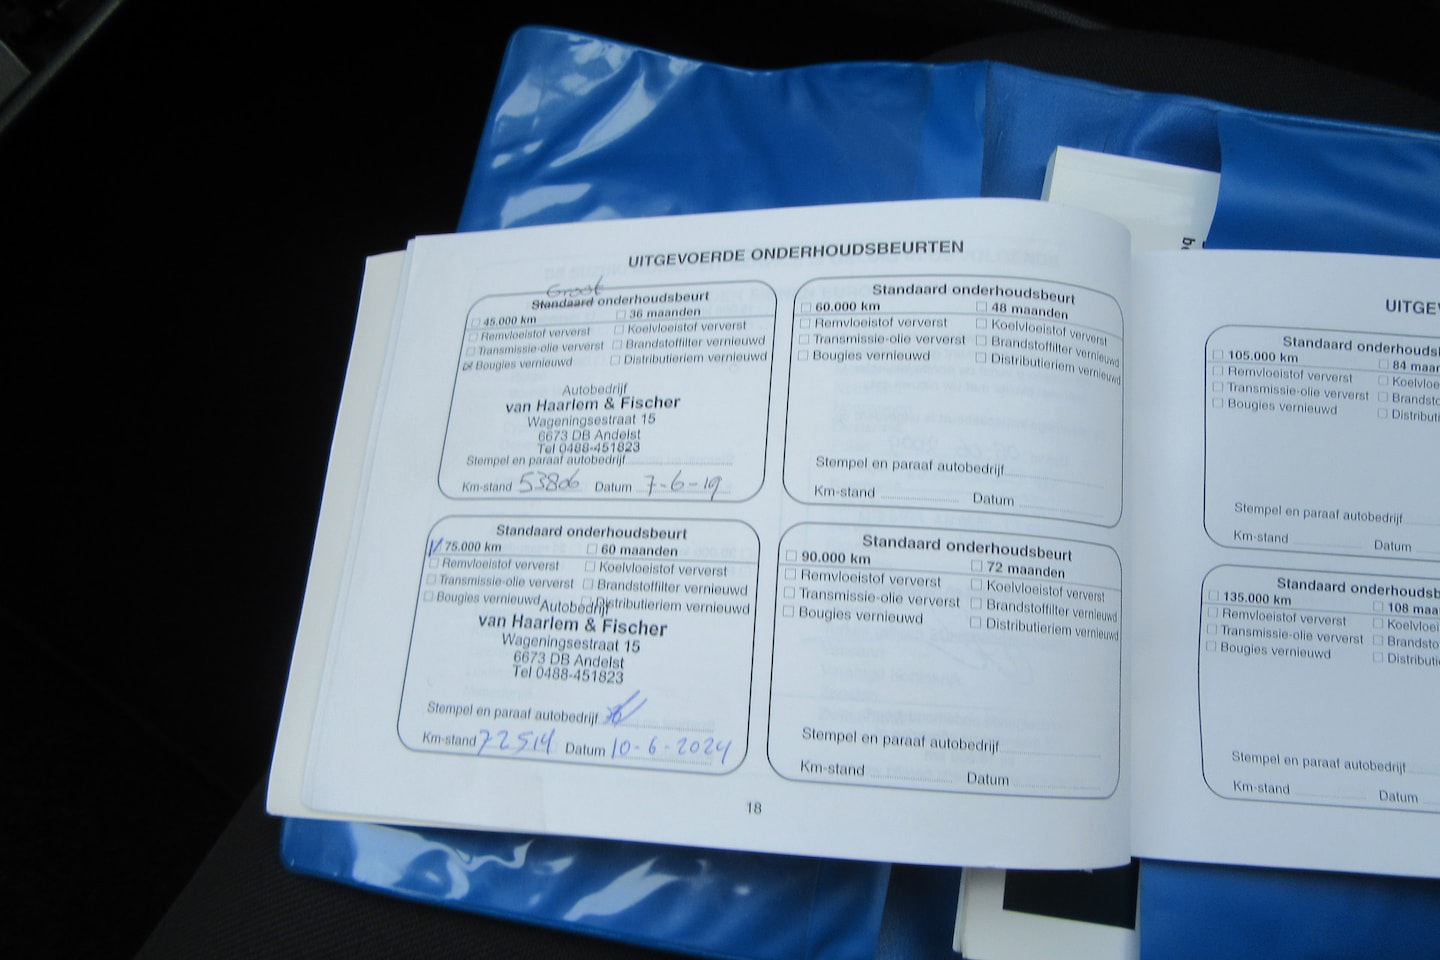 UITGEVOERDE ONDERHOUDSBEURTEN
Groot
Standaard onderhoudsbeurt
45.000 km 36 maanden
Remvloeistof ververst Koelvloeistof ververst
Transmissie-olie ververst Brandstoffilter vernieuwd
Bougies vernieuwd Distributieriem vernieuwd
Autobedrijf
van Haarlem & Fischer
Wageningsestraat 15
6673 DB Andelst
Tel 0488-451823
Stempel en paraaf autobedrijf
Km-stand 53806 Datum 7-6-19
Standaard onderhoudsbeurt
75.000 km 60 maanden
Remvloeistof ververst Koelvloeistof ververst
Transmissie-olie ververst Brandstoffilter vernieuwd
Bougies vernieuwd Distributieriem vernieuwd
Autobedrijf
van Haarlem & Fischer
Wageningsestraat 15
6673 DB Andelst
Tel 0488-451823
Stempel en paraaf autobedrijf
Km-stand 72514 Datum 10-6-2024
Standaard onderhoudsbeurt
60.000 km 48 maanden
Remvloeistof ververst Koelvloeistof ververst
Transmissie-olie ververst Brandstoffilter vernieuwd
Bougies vernieuwd Distributieriem vernieuwd
Stempel en paraaf autobedrijf
Km-stand Datum
Standaard onderhoudsbeurt
90.000 km 72 maanden
Remvloeistof ververst Koelvloeistof ververst
Transmissie-olie ververst Brandstoffilter vernieuwd
Bougies vernieuwd Distributieriem vernieuwd
Stempel en paraaf autobedrijf
Km-stand Datum
18
UITGE
Standaard onderhouds
105.000 km 84 maan
Remvloeistof ververst Koelvloei
Transmissie-olie ververst Brandsto
Bougies vernieuwd Distributi
Stempel en paraaf autobedrijf
Km-stand Datum
Standaard onderhouds
135.000 km 108 maa
Remvloeistof ververst Koelvloei
Transmissie-olie ververst Brandsto
Bougies vernieuwd Distributi
Stempel en paraaf autobedrijf
Km-stand Datum